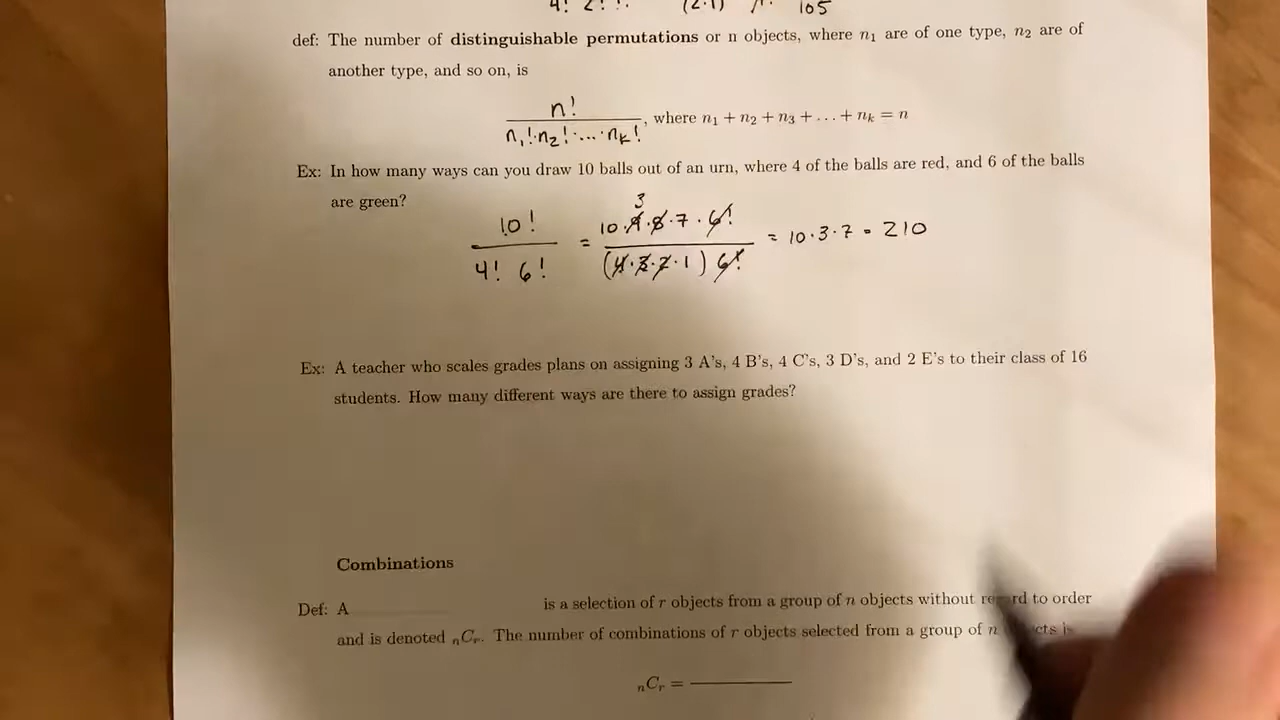 4! 2! 1! (2·1) 105
def: The number of distinguishable permutations or n objects, where n₁ are of one type, n₂ are of
another type, and so on, is
n!
n₁!·n₂!·...·nₖ!
, where n₁ + n₂ + n₃ + . . . + nₖ = n
Ex: In how many ways can you draw 10 balls out of an urn, where 4 of the balls are red, and 6 of the balls
are green?
3
10! = 10·9·8·7·6! = 10·3·7 = 210
4! 6! (4·3·2·1) 6!
Ex: A teacher who scales grades plans on assigning 3 A's, 4 B's, 4 C's, 3 D's, and 2 E's to their class of 16
students. How many different ways are there to assign grades?
Combinations
Def: A is a selection of r objects from a group of n objects without to order
and is denoted ₙCᵣ. The number of combinations of r objects selected from a group of n
ₙCᵣ =